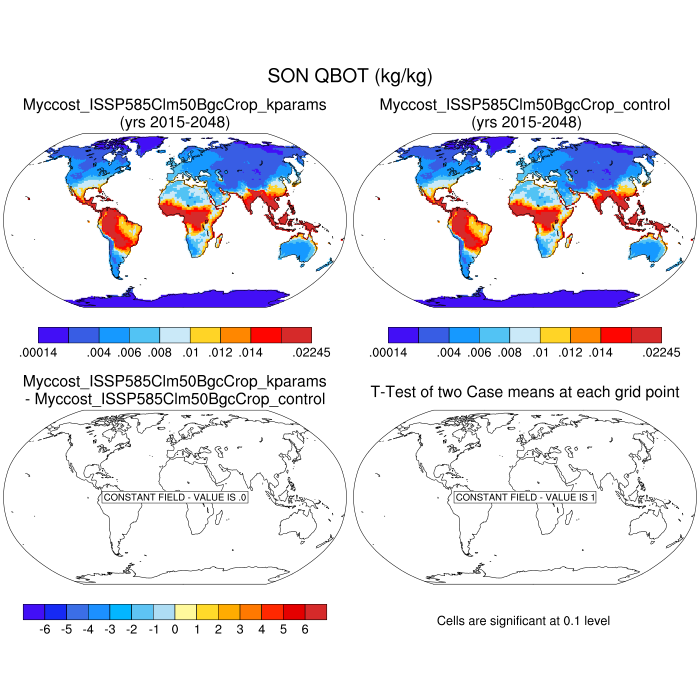 SON QBOT (kg/kg)
Myccost_ISSP585Clm50BgcCrop_kparams
(yrs 2015-2048)
Myccost_ISSP585Clm50BgcCrop_control
(yrs 2015-2048)
.00014 .004 .006 .008 .01 .012 .014 .02245
.00014 .004 .006 .008 .01 .012 .014 .02245
Myccost_ISSP585Clm50BgcCrop_kparams
- Myccost_ISSP585Clm50BgcCrop_control
T-Test of two Case means at each grid point
CONSTANT FIELD - VALUE IS .0
CONSTANT FIELD - VALUE IS 1
-6 -5 -4 -3 -2 -1 0 1 2 3 4 5 6
Cells are significant at 0.1 level